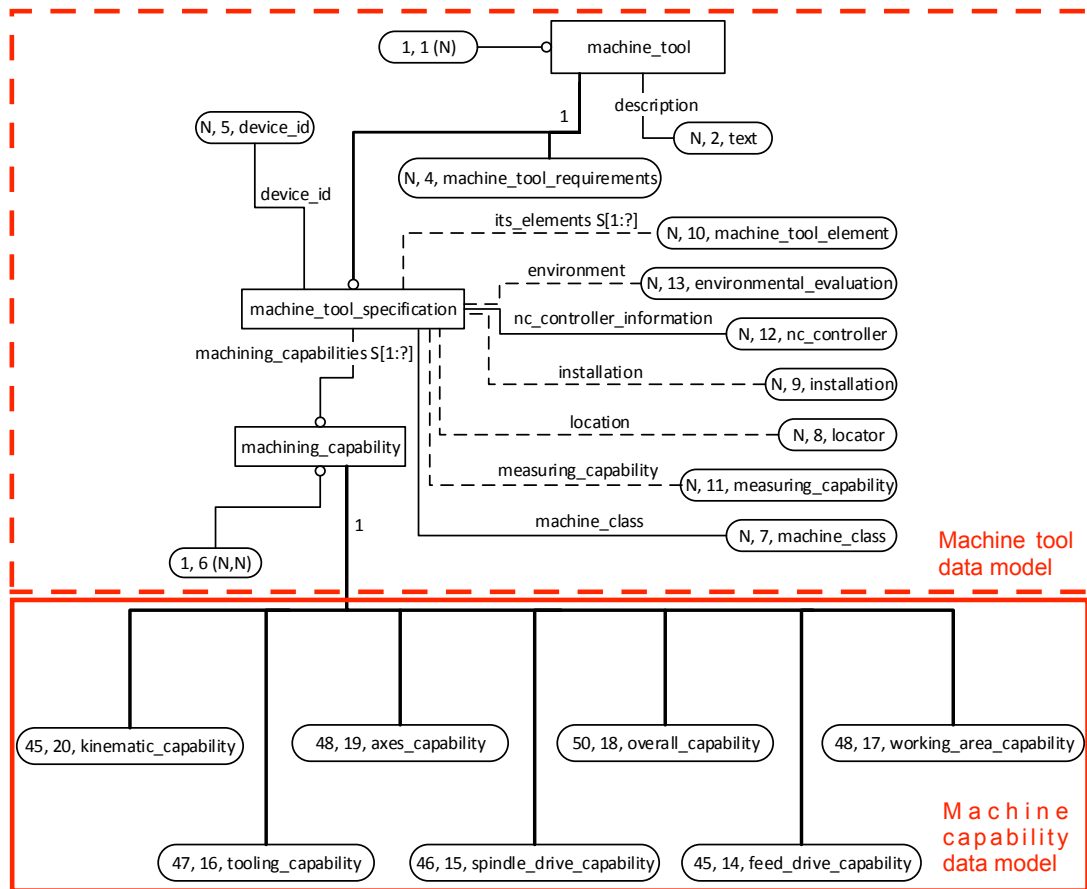 1, 1 (N)
machine_tool
description
1
N, 5, device_id
N, 2, text
N, 4, machine_tool_requirements
device_id
its_elements S[1:?]
N, 10, machine_tool_element
environment
N, 13, environmental_evaluation
machine_tool_specification
nc_controller_information
N, 12, nc_controller
machining_capabilities S[1:?]
installation
N, 9, installation
location
N, 8, locator
machining_capability
measuring_capability
N, 11, measuring_capability
1
machine_class
N, 7, machine_class
1, 6 (N,N)
Machine tool
data model
45, 20, kinematic_capability
48, 19, axes_capability
50, 18, overall_capability
48, 17, working_area_capability
47, 16, tooling_capability
46, 15, spindle_drive_capability
45, 14, feed_drive_capability
Machine
capability
data model